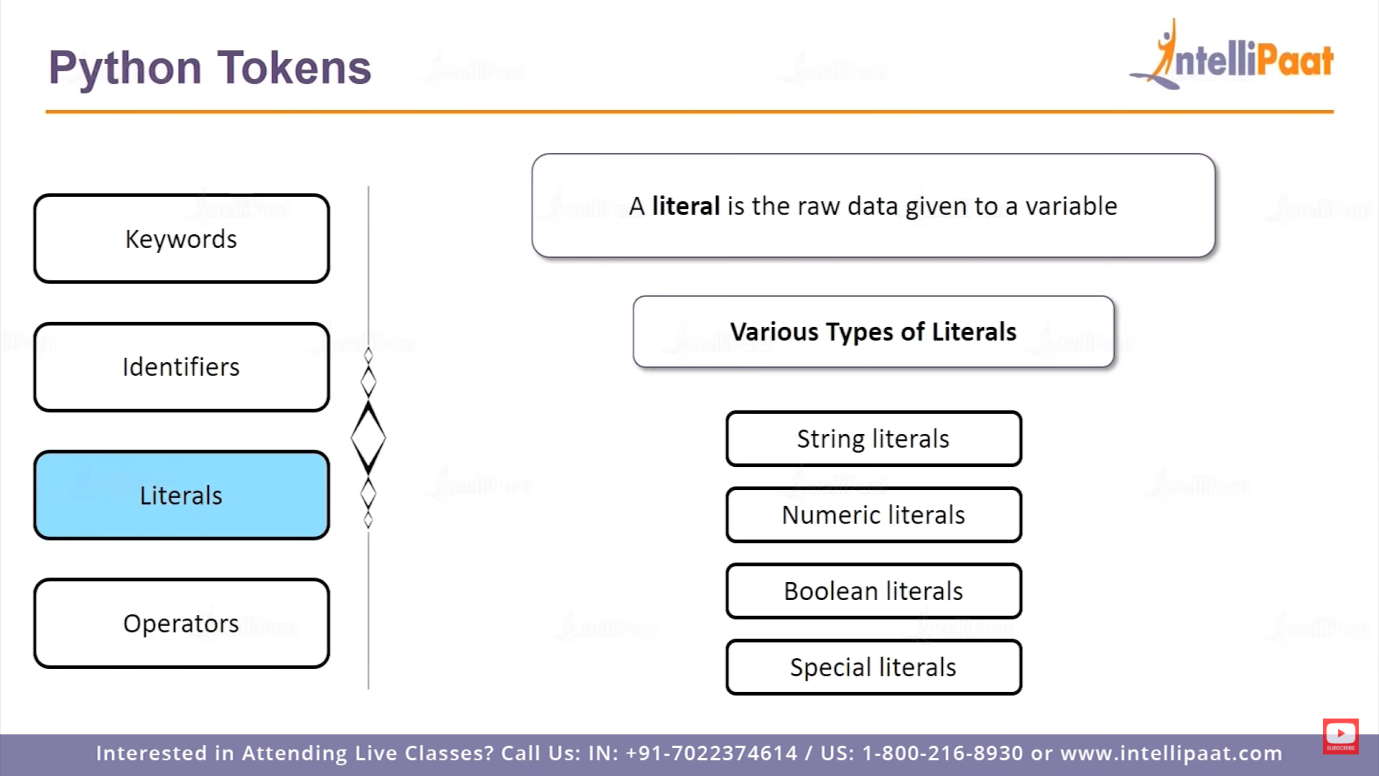 Python Tokens
IntelliPaat
Keywords
Identifiers
Literals
Operators
A literal is the raw data given to a variable
Various Types of Literals
String literals
Numeric literals
Boolean literals
Special literals
Interested in Attending Live Classes? Call Us: IN: +91-7022374614 / US: 1-800-216-8930 or www.intellipaat.com
SUBSCRIBE